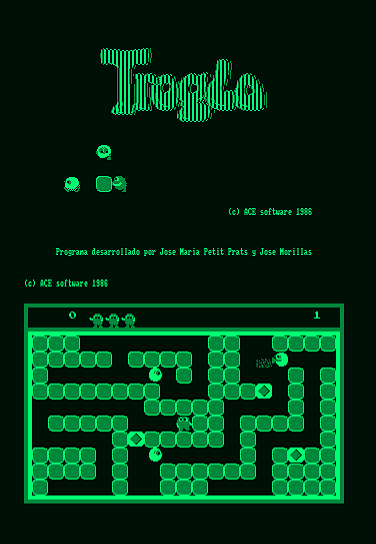 Troglo
(c) ACE software 1986
Programa desarrollado por Jose Maria Petit Prats y Jose Morillas
(c) ACE software 1986
0 1